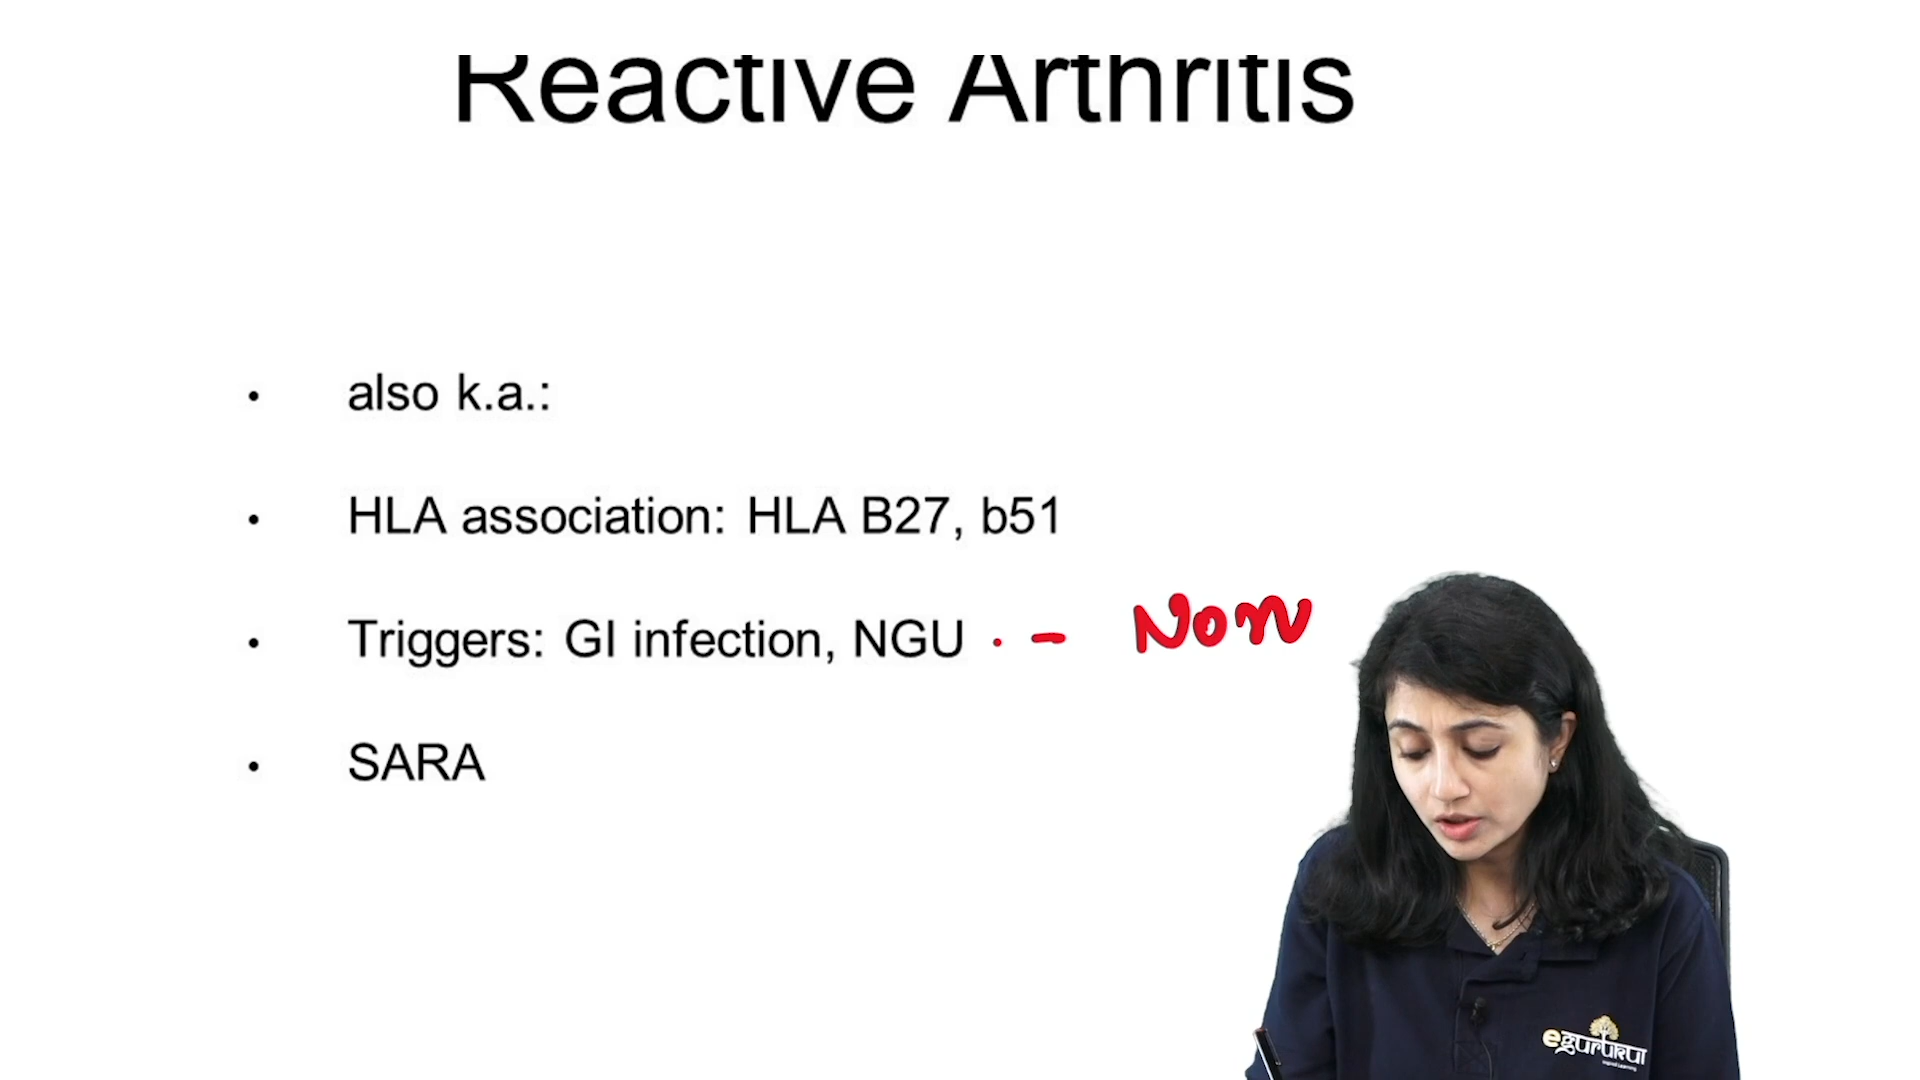 Reactive Arthritis
• also k.a.:
• HLA association: HLA B27, b51
• Triggers: GI infection, NGU . - Non
• SARA
egurukul